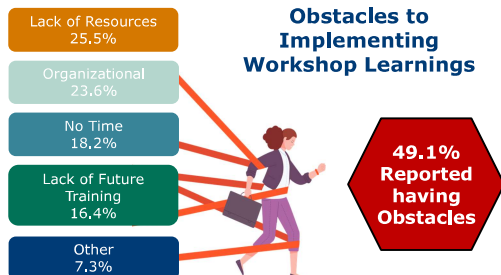 Obstacles to
Implementing
Workshop Learnings
Lack of Resources
25.5%
Organizational
23.6%
No Time
18.2%
Lack of Future
Training
16.4%
Other
7.3%
49.1%
Reported
having
Obstacles